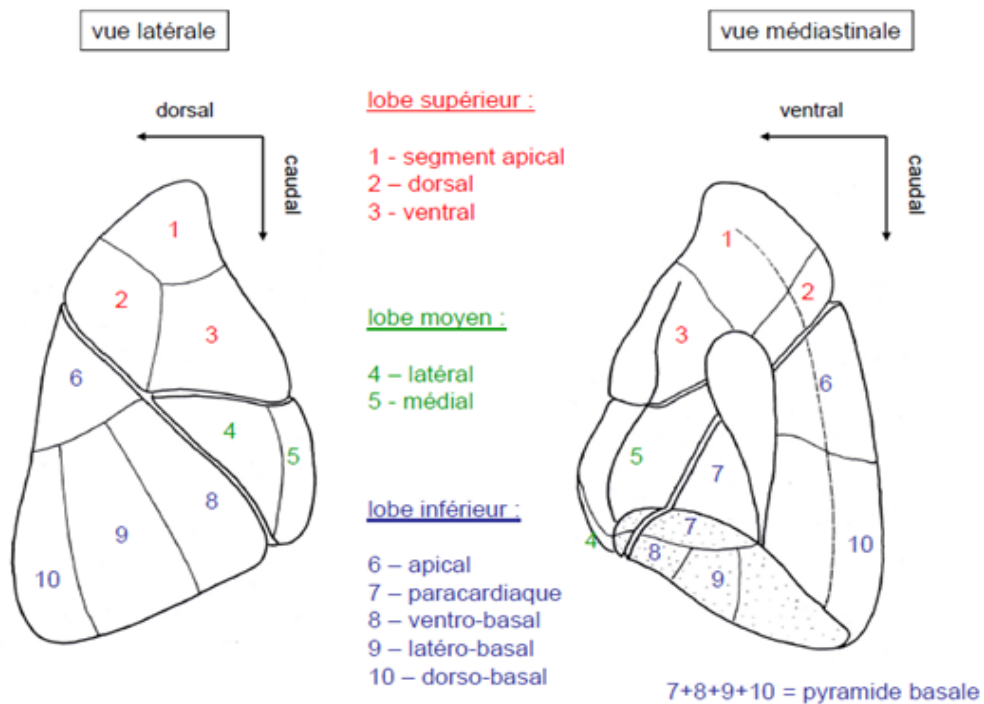 vue latérale
vue médiastinale
dorsal
caudal
lobe supérieur :
1 - segment apical
2 – dorsal
3 - ventral
ventral
caudal
1
2
3
6
4
5
8
9
10
lobe moyen :
4 – latéral
5 - médial
lobe inférieur :
6 – apical
7 – paracardiaque
8 – ventro-basal
9 – latéro-basal
10 – dorso-basal
1
2
3
6
5
7
7
4
8
9
10
7+8+9+10 = pyramide basale